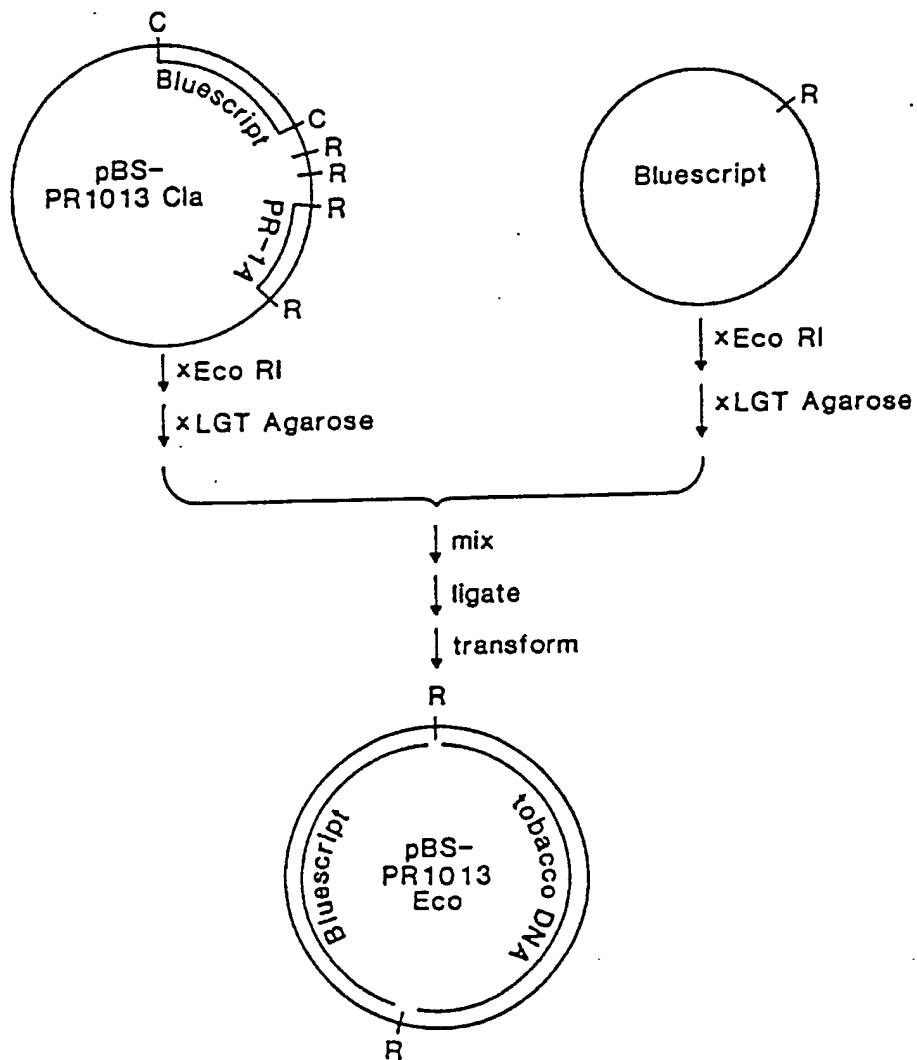 C
Bluescript
C
R
R
pBS-
PR1013 Cla
R
PR-1A
R
Bluescript
R
xEco RI
xLGT Agarose
xEco RI
xLGT Agarose
mix
ligate
transform
R
Bluescript
pBS-
PR1013
Eco
tobacco DNA
R